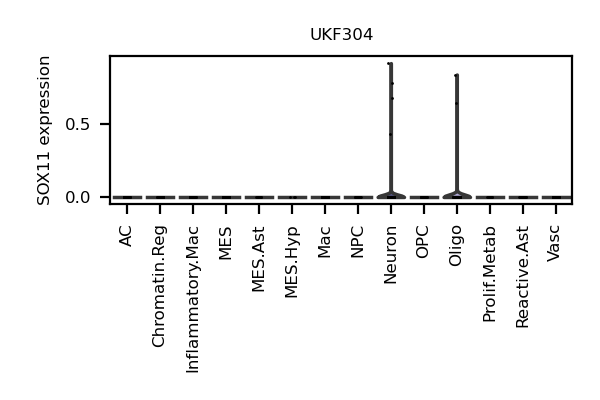 UKF304
SOX11 expression
0.5
0.0
AC
Chromatin.Reg
Inflammatory.Mac
MES
MES.Ast
MES.Hyp
Mac
NPC
Neuron
OPC
Oligo
Prolif.Metab
Reactive.Ast
Vasc